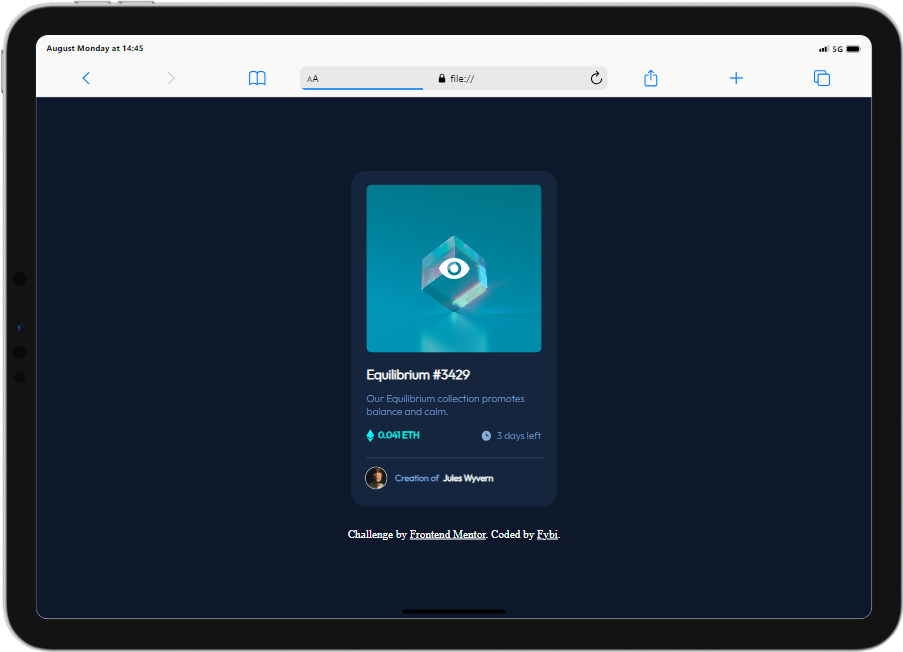 August Monday at 14:45
5G
AA
file://
Equilibrium #3429
Our Equilibrium collection promotes
balance and calm.
0.041 ETH
3 days left
Creation of Jules Wyvern
Challenge by Frontend Mentor. Coded by Fybi.